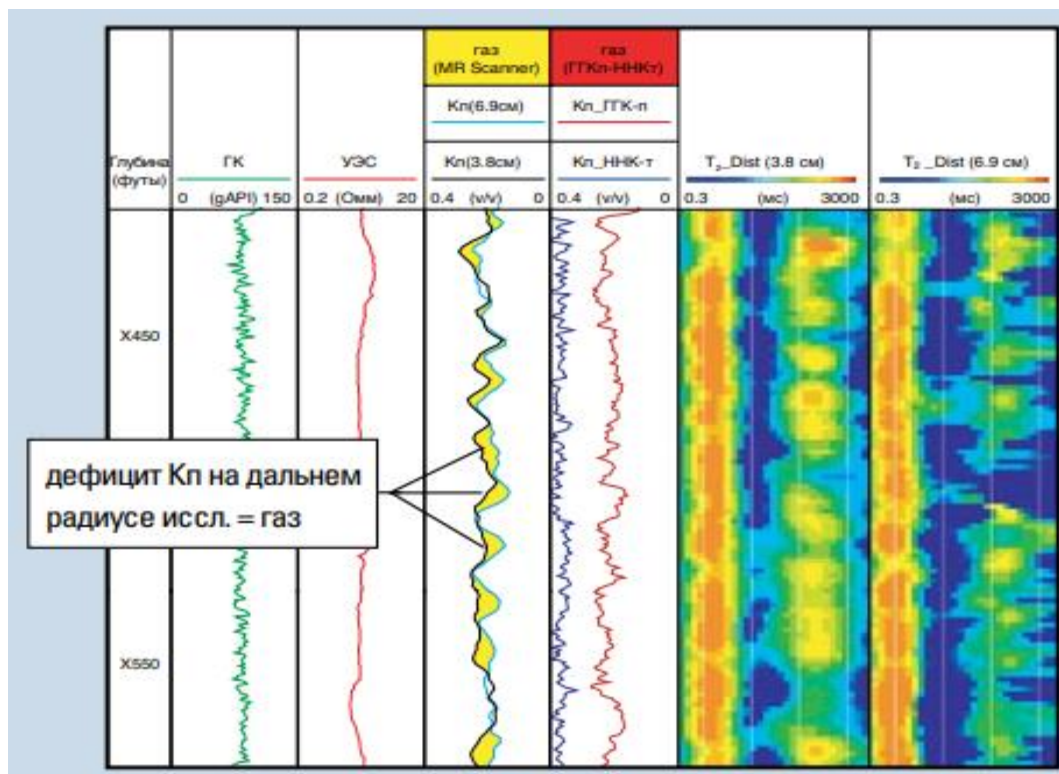 газ
(MR Scanner)
газ
(ГГКп-ННКт)
Кп(6.9см)
Кп_ГГК-п
Глубина
(футы)
ГК
УЭС
Кп(3.8см)
Кп_ННК-т
T₂_Dist (3.8 см)
T₂_Dist (6.9 см)
0 (gAPI) 150
0.2 (Омм) 20
0.4 (v/v) 0
0.4 (v/v) 0
0.3 (мс) 3000
0.3 (мс) 3000
X450
дефицит Кп на дальнем
радиусе иссл. = газ
X550